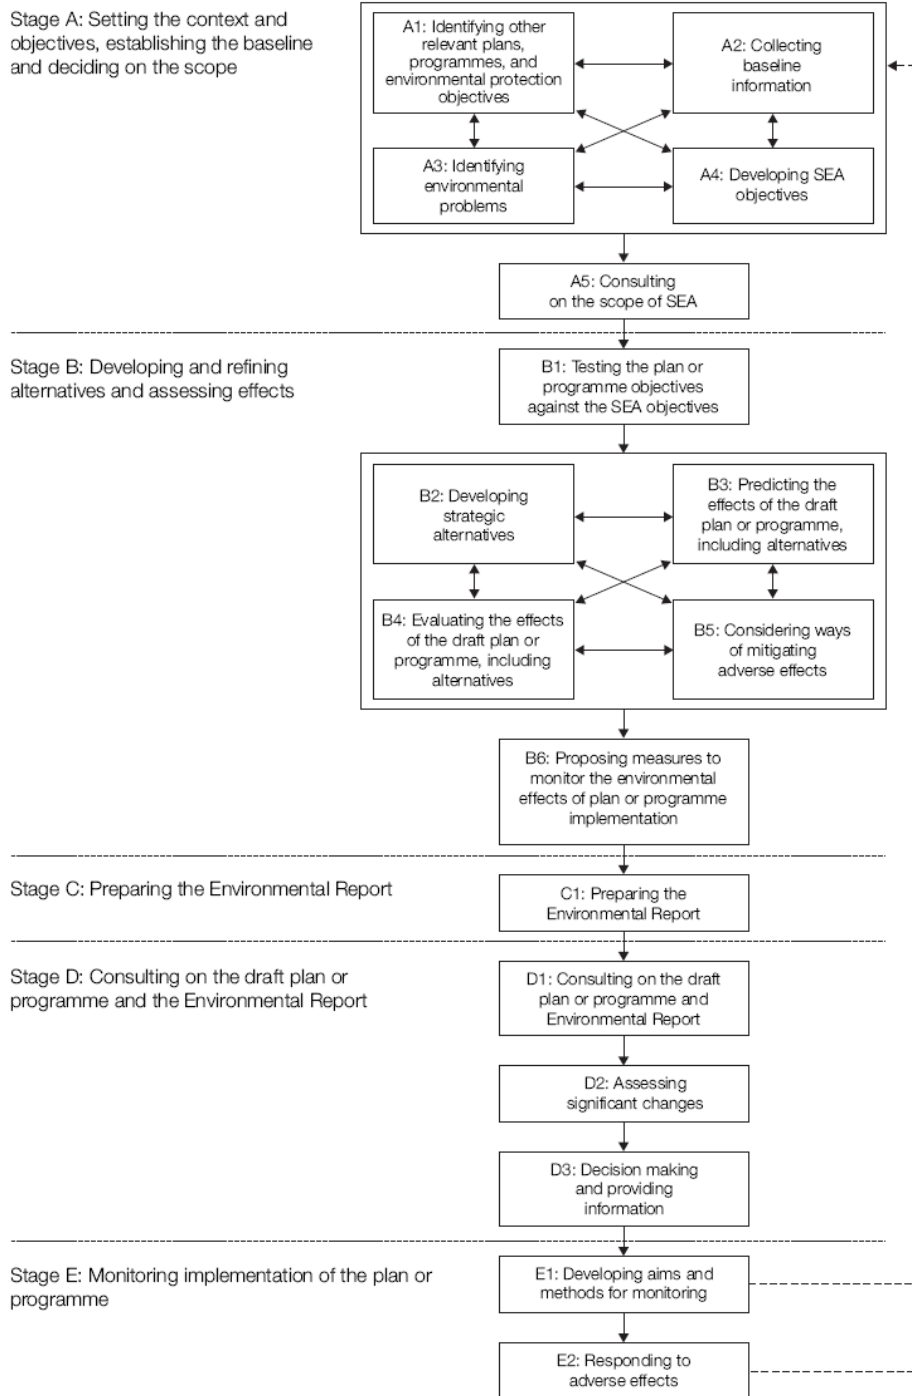 Stage A: Setting the context and
objectives, establishing the baseline
and deciding on the scope
A1: Identifying other
relevant plans,
programmes, and
environmental protection
objectives
A2: Collecting
baseline
information
A3: Identifying
environmental
problems
A4: Developing SEA
objectives
A5: Consulting
on the scope of SEA
Stage B: Developing and refining
alternatives and assessing effects
B1: Testing the plan or
programme objectives
against the SEA objectives
B2: Developing
strategic
alternatives
B3: Predicting the
effects of the draft
plan or programme,
including alternatives
B4: Evaluating the effects
of the draft plan or
programme, including
alternatives
B5: Considering ways
of mitigating
adverse effects
B6: Proposing measures to
monitor the environmental
effects of plan or programme
implementation
Stage C: Preparing the Environmental Report
C1: Preparing the
Environmental Report
Stage D: Consulting on the draft plan or
programme and the Environmental Report
D1: Consulting on the draft
plan or programme and
Environmental Report
D2: Assessing
significant changes
D3: Decision making
and providing
information
Stage E: Monitoring implementation of the plan or
programme
E1: Developing aims and
methods for monitoring
E2: Responding to
adverse effects